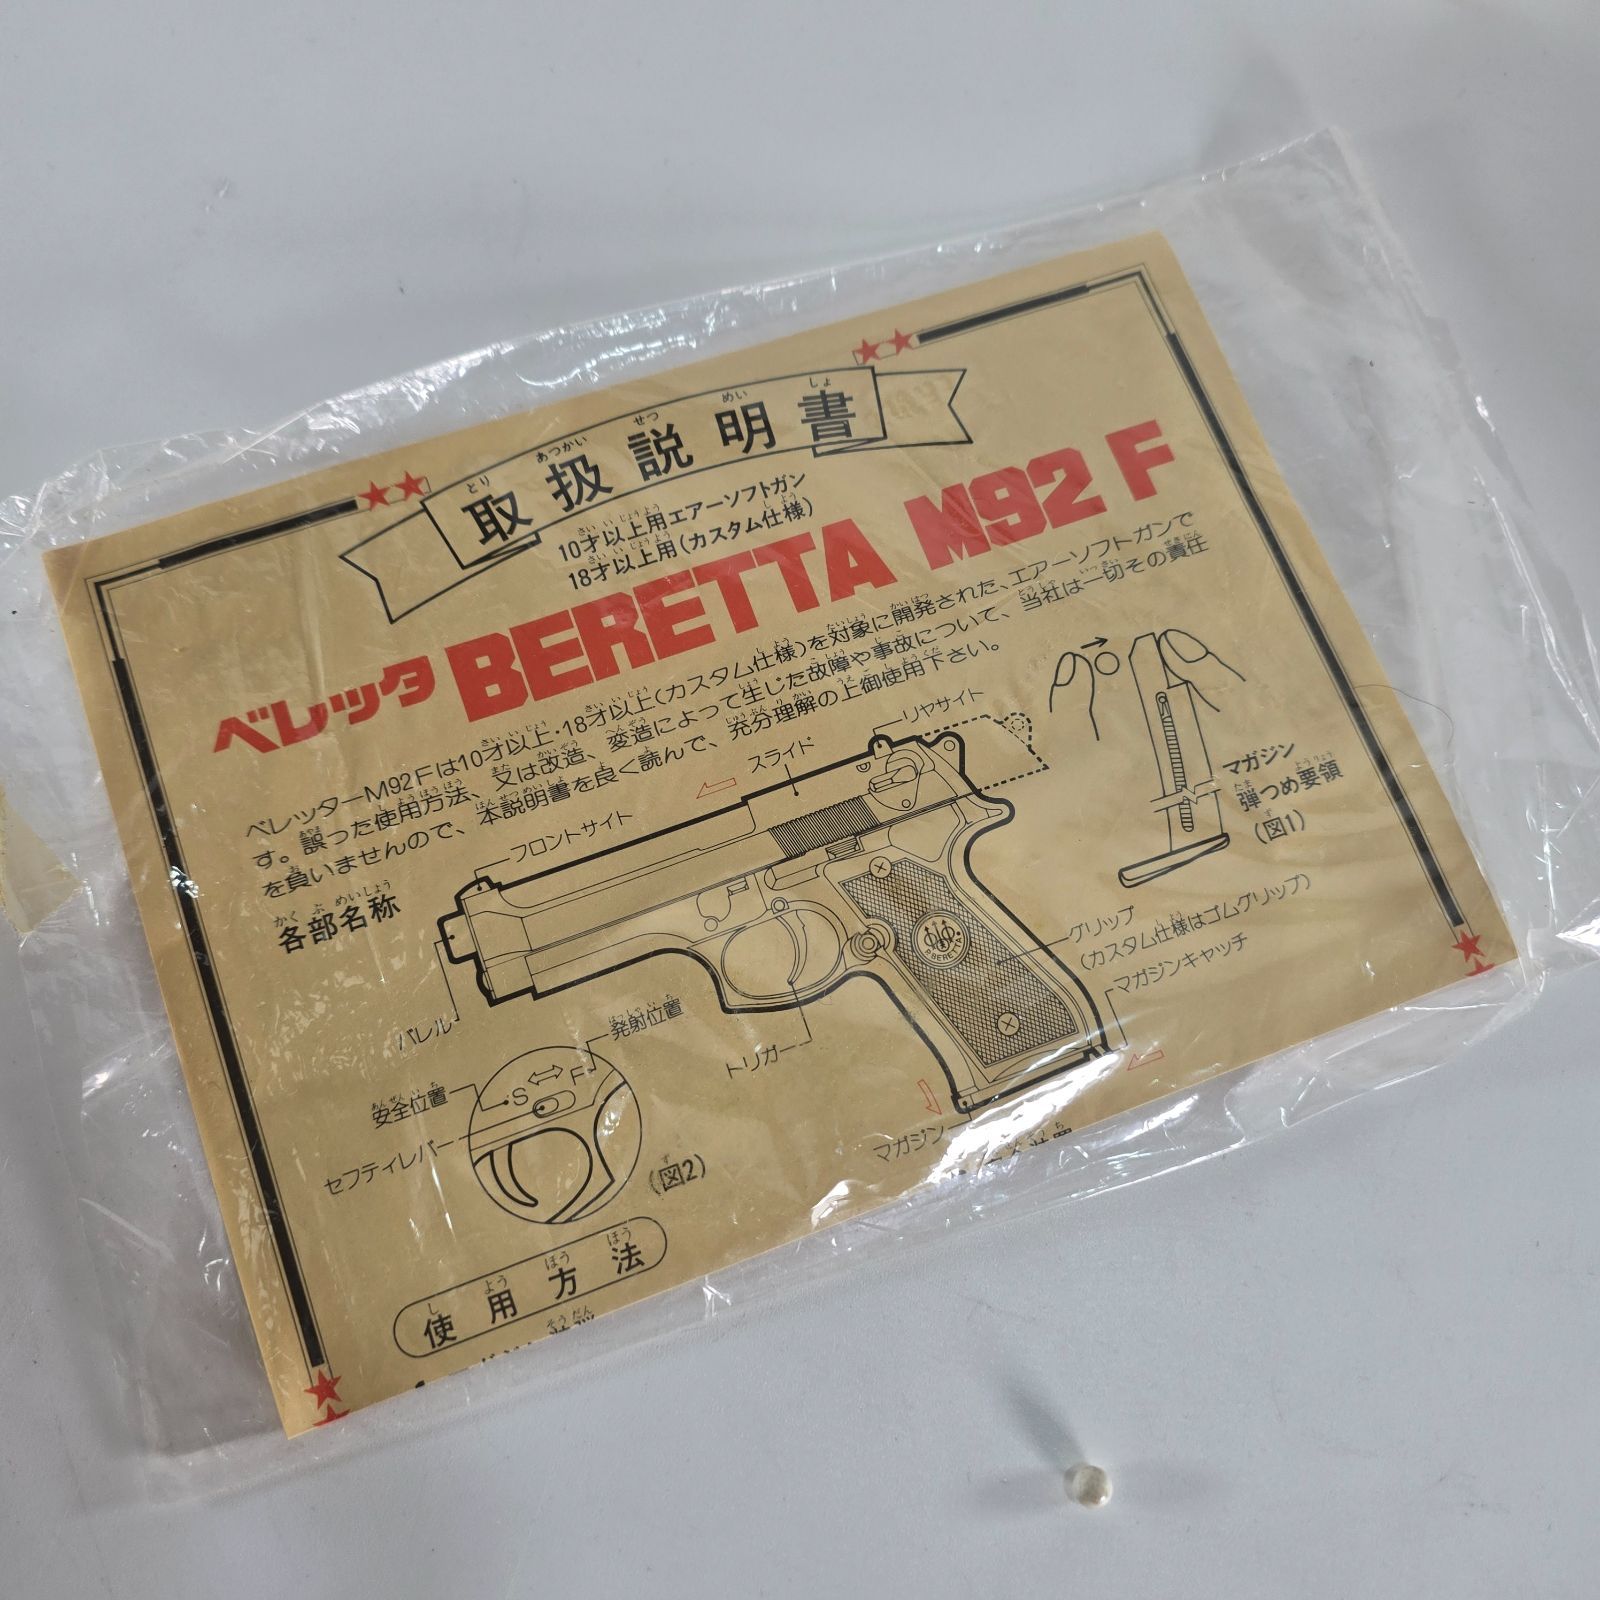 取扱説明書
10才以上用エアーソフトガン
18才以上用(カスタム仕様)
ベレッタ BERETTA M92 F
ベレッターM92Fは10才以上・18才以上(カスタム仕様)を対象に開発された、エアーソフトガンで
す。誤った使用方法、又は改造、変造によって生じた故障や事故について、当社は一切その責任
を負いませんので、本説明書を良く読んで、充分理解の上御使用下さい。
各部名称
フロントサイト
スライド
リヤサイト
マガジン
弾つめ要領
(図1)
グリップ
(カスタム仕様はゴムグリップ)
マガジンキャッチ
P.BERETTA
バレル
トリガー
マガジン
発射位置
安全位置
S
F
セフティレバー
(図2)
使用方法